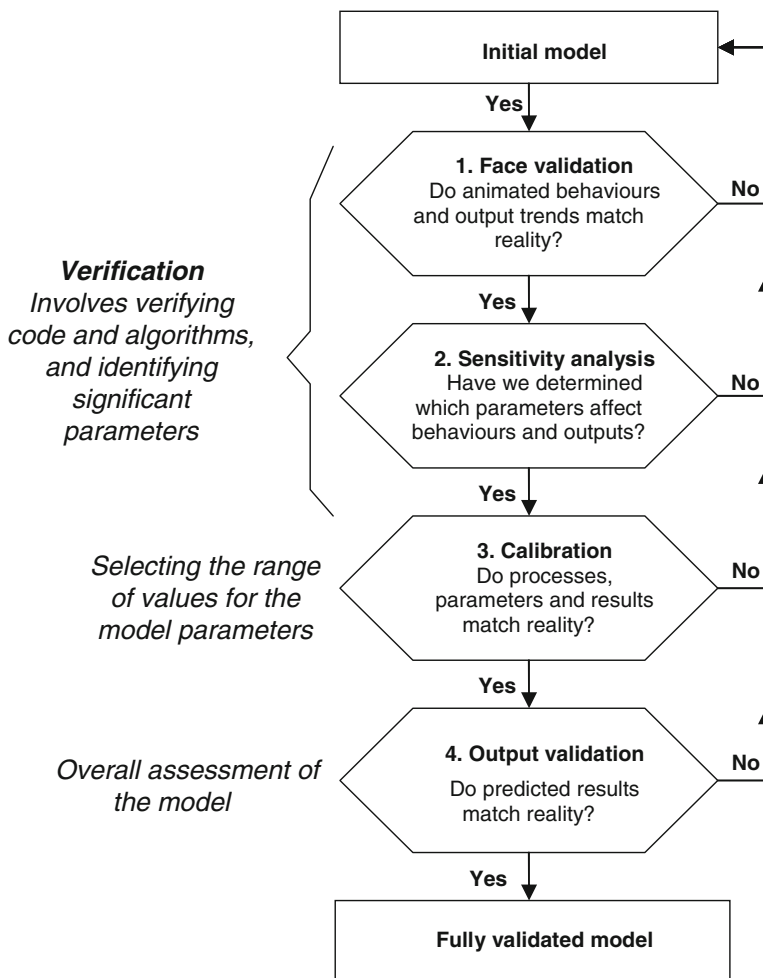 Initial model
Yes
1. Face validation
Do animated behaviours
and output trends match
reality?
No
Verification
Involves verifying
code and algorithms,
and identifying
significant
parameters
Yes
2. Sensitivity analysis
Have we determined
which parameters affect
behaviours and outputs?
No
Yes
Selecting the range
of values for the
model parameters
3. Calibration
Do processes,
parameters and results
match reality?
No
Yes
Overall assessment of
the model
4. Output validation
Do predicted results
match reality?
No
Yes
Fully validated model